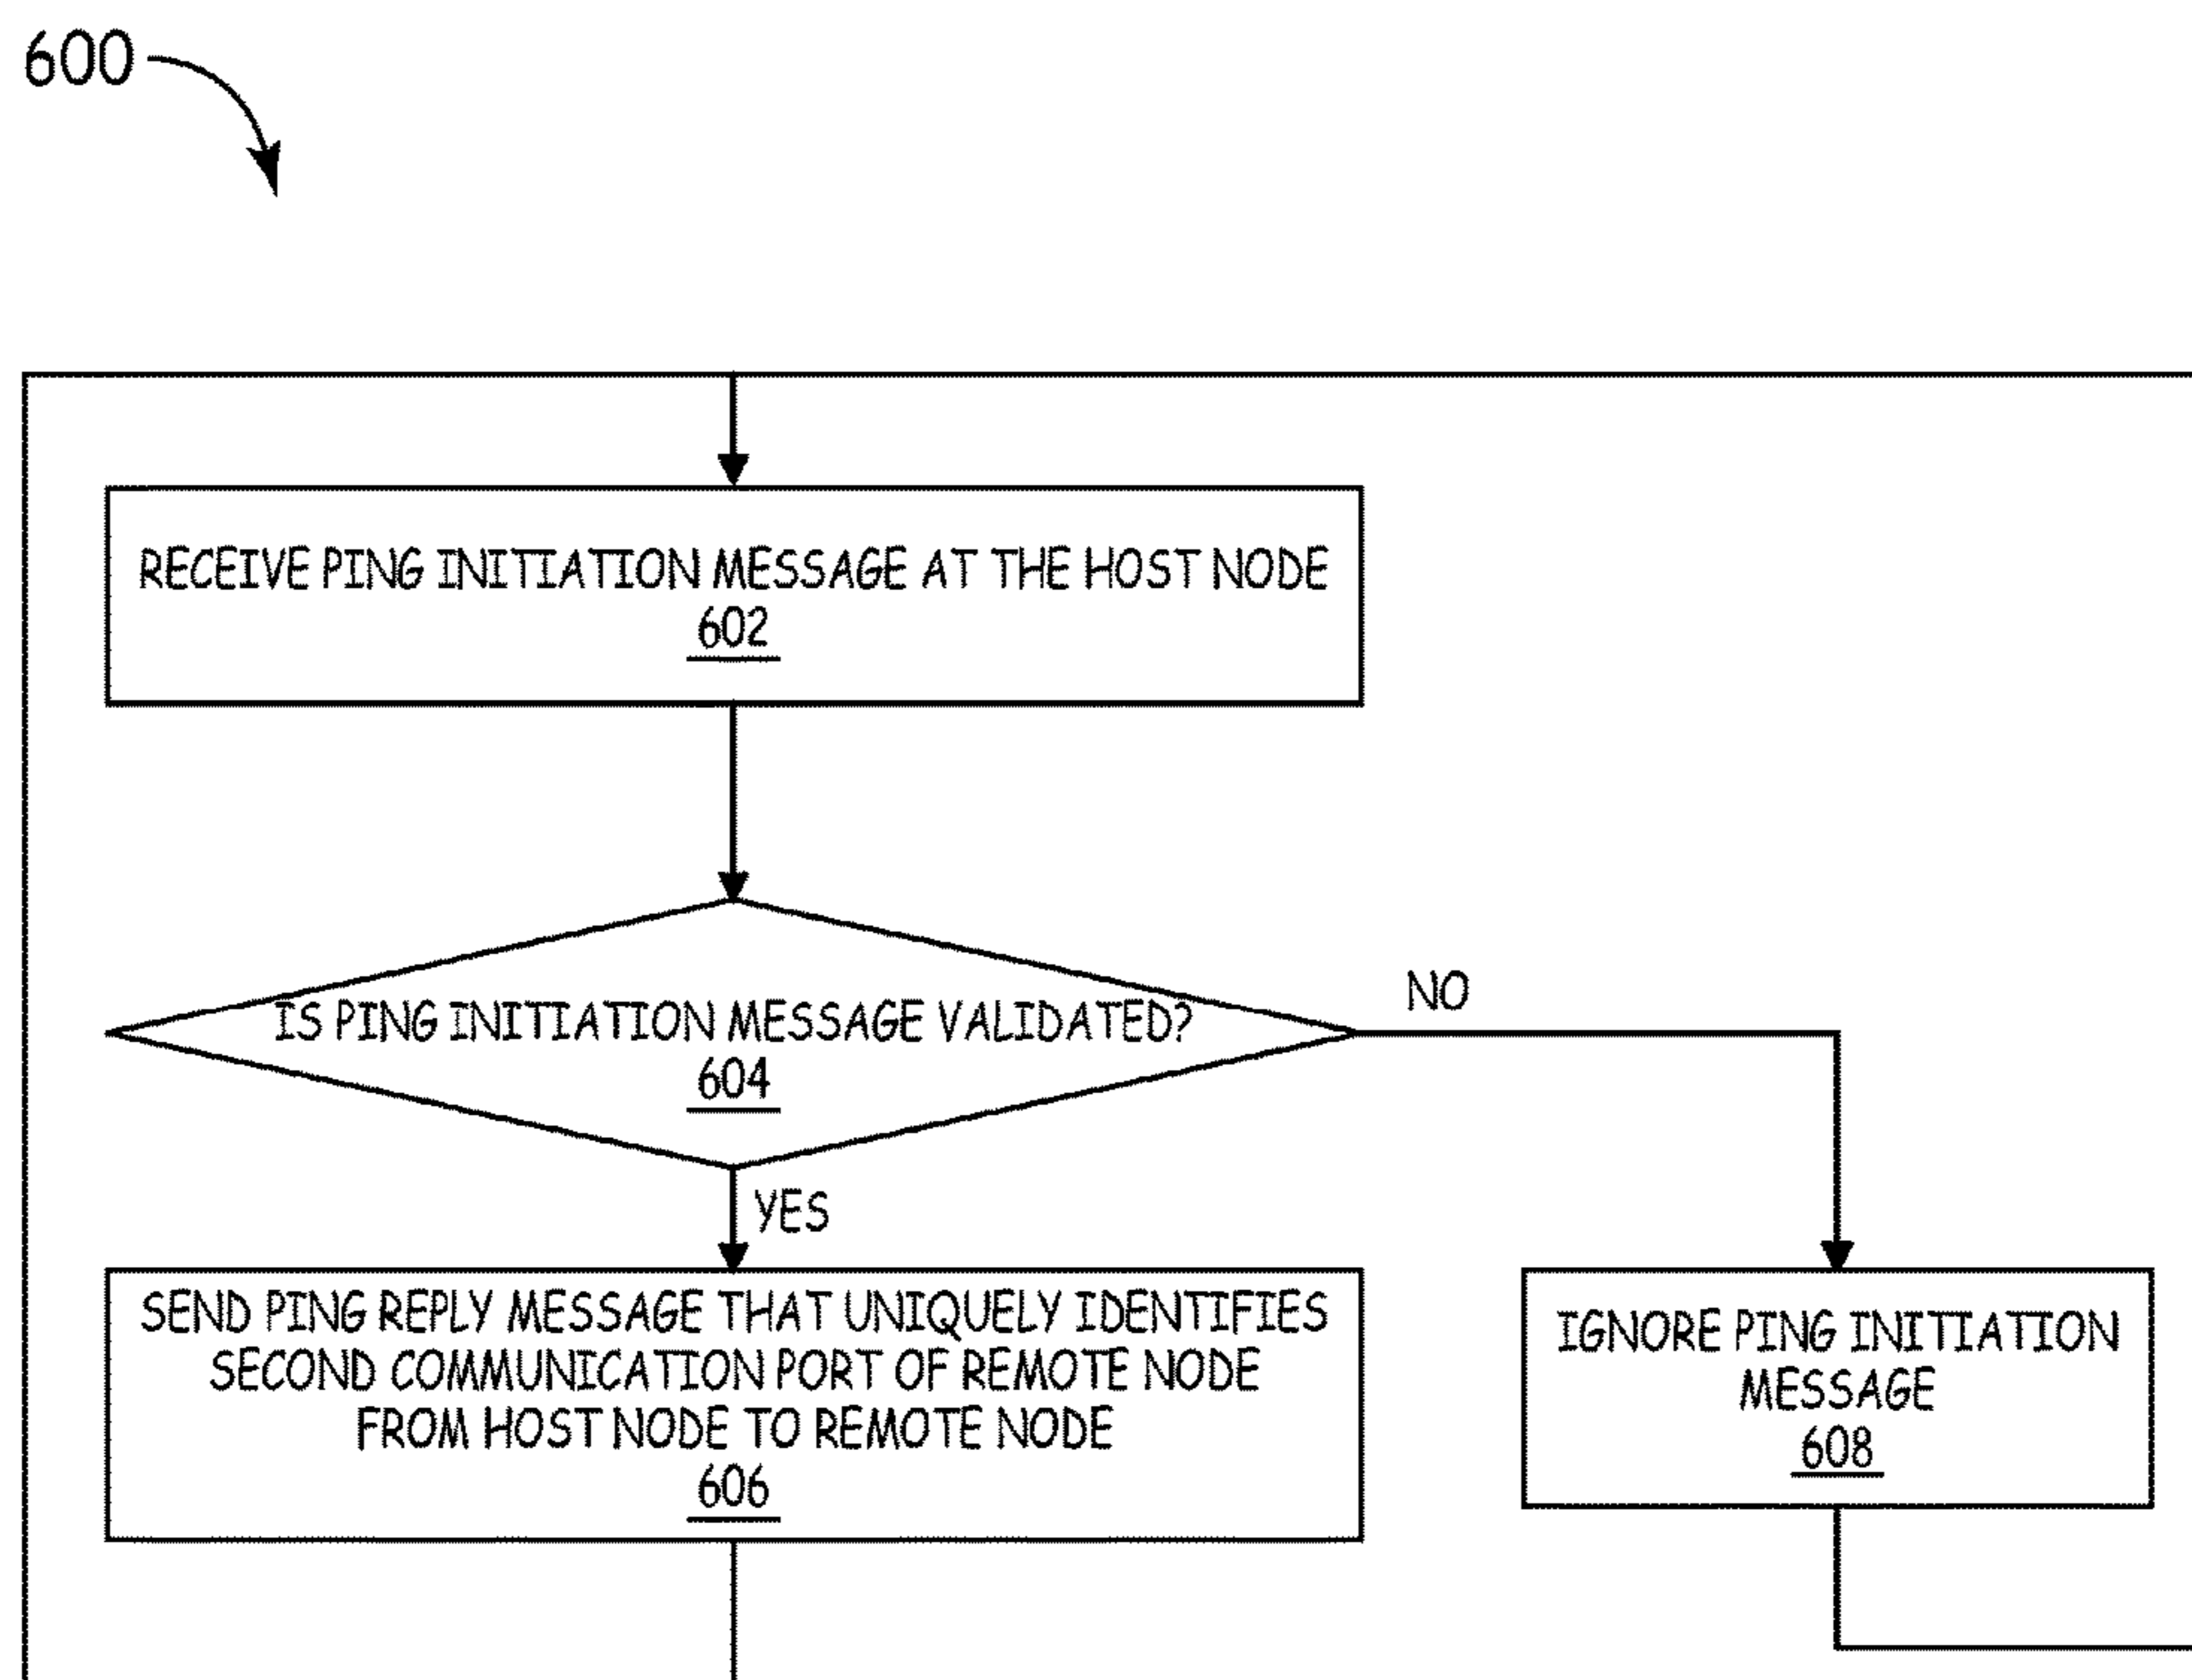 600
RECEIVE PING INITIATION MESSAGE AT THE HOST NODE
602
IS PING INITIATION MESSAGE VALIDATED?
604
NO
YES
SEND PING REPLY MESSAGE THAT UNIQUELY IDENTIFIES
SECOND COMMUNICATION PORT OF REMOTE NODE
FROM HOST NODE TO REMOTE NODE
606
IGNORE PING INITIATION
MESSAGE
608